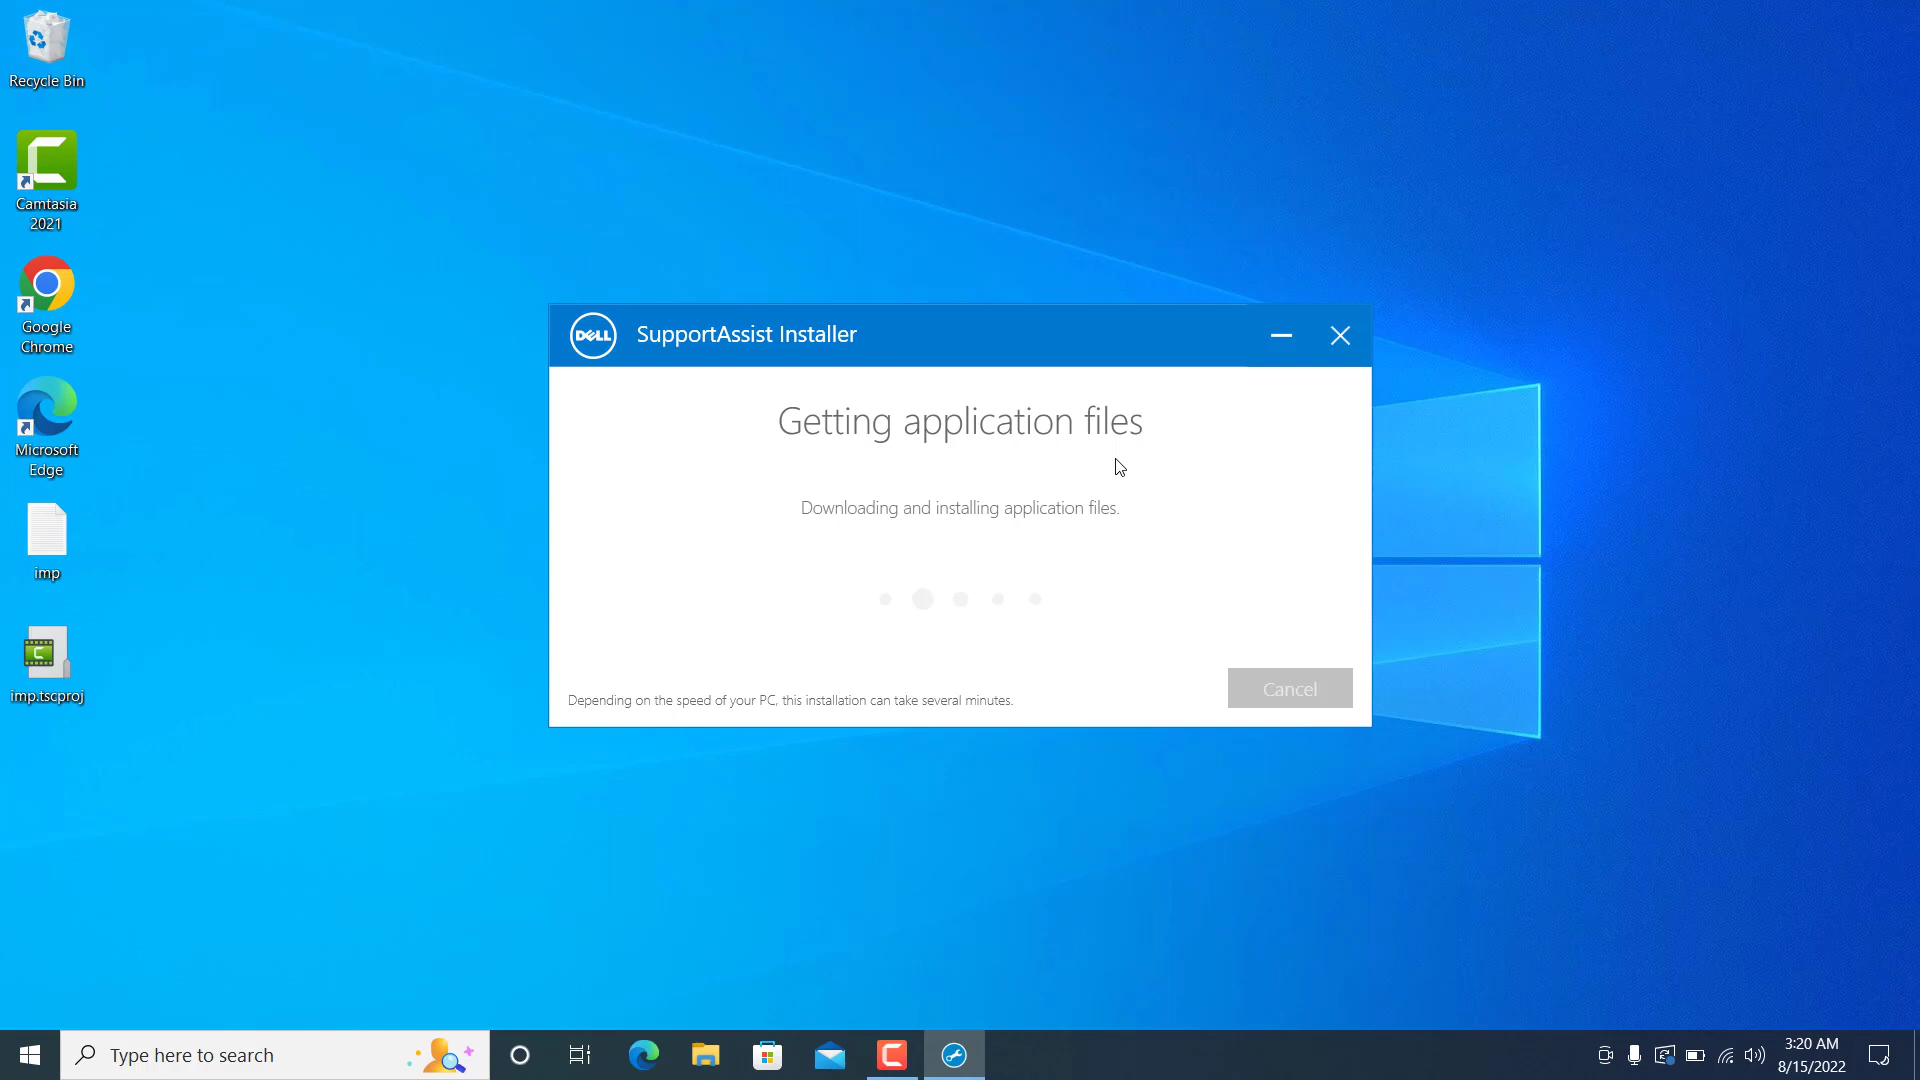 Recycle Bin
Camtasia
2021
Google
Chrome
Microsoft
Edge
imp
imp.tscproj
DELL
SupportAssist Installer
Getting application files
Downloading and installing application files.
Depending on the speed of your PC, this installation can take several minutes.
Cancel
Type here to search
3:20 AM
8/15/2022